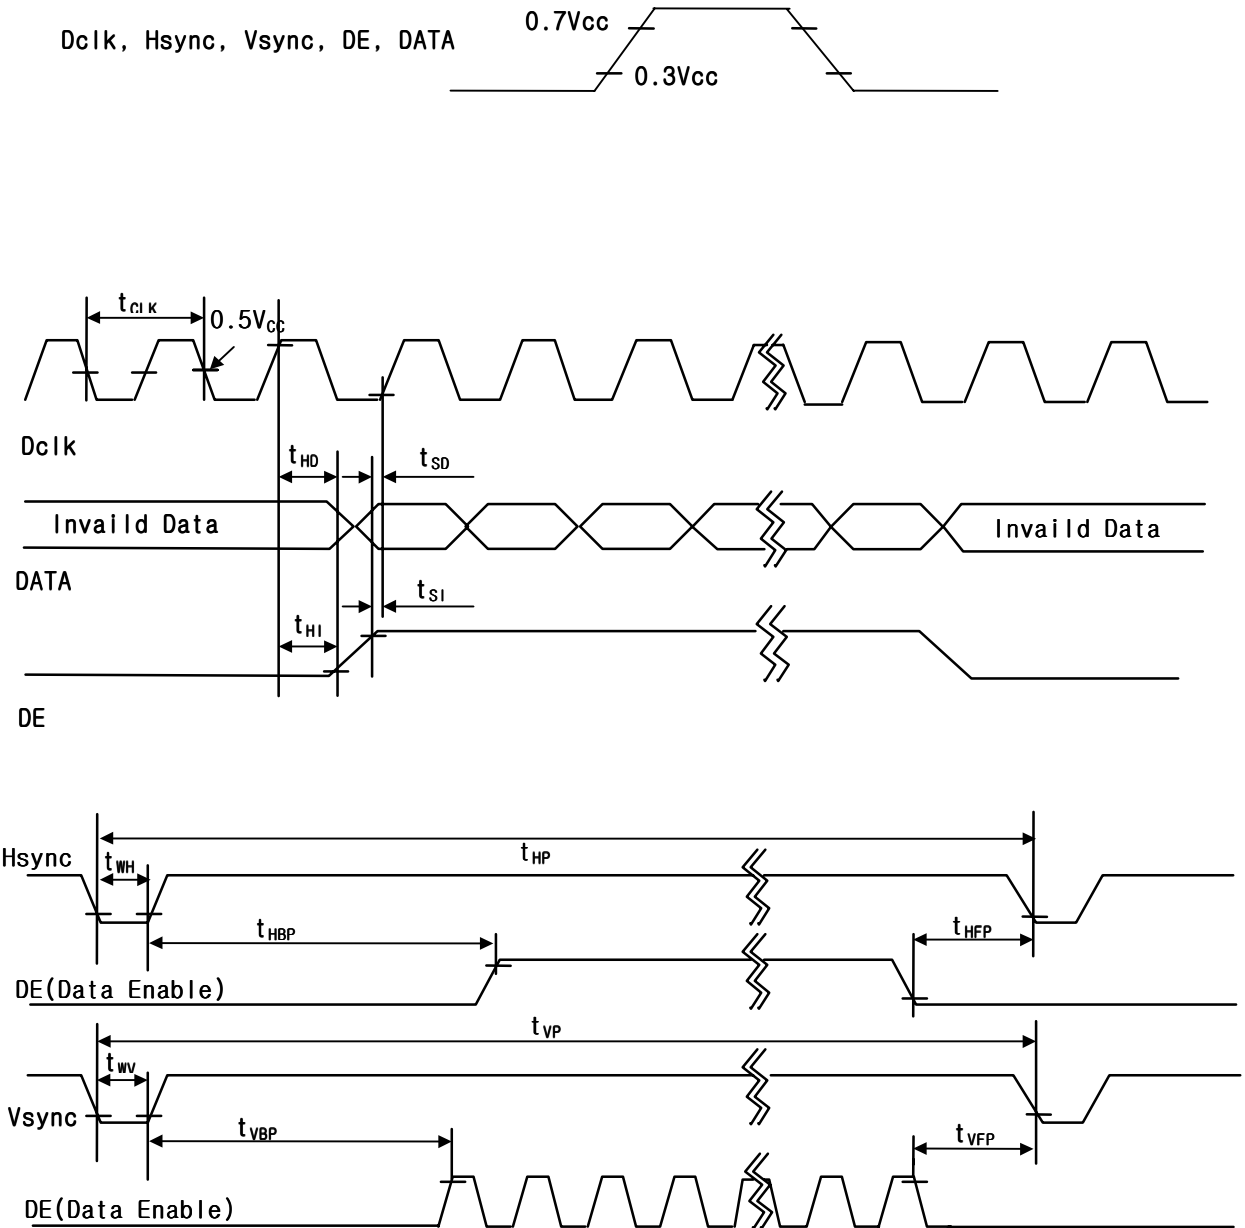 Dclk, Hsync, Vsync, DE, DATA
0.7Vcc
0.3Vcc
tCLK
0.5VCC
Dclk
tHD
tSD
Invaild Data
Invaild Data
DATA
tSI
tHI
DE
Hsync
tWH
tHP
tHBP
tHFP
DE(Data Enable)
tVP
tWV
Vsync
tVBP
tVFP
DE(Data Enable)